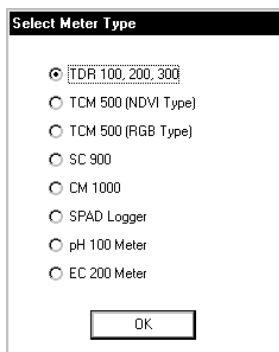 Select Meter Type
TDR 100, 200, 300
TCM 500 (NDVI Type)
TCM 500 (RGB Type)
SC 900
CM 1000
SPAD Logger
pH 100 Meter
EC 200 Meter
OK